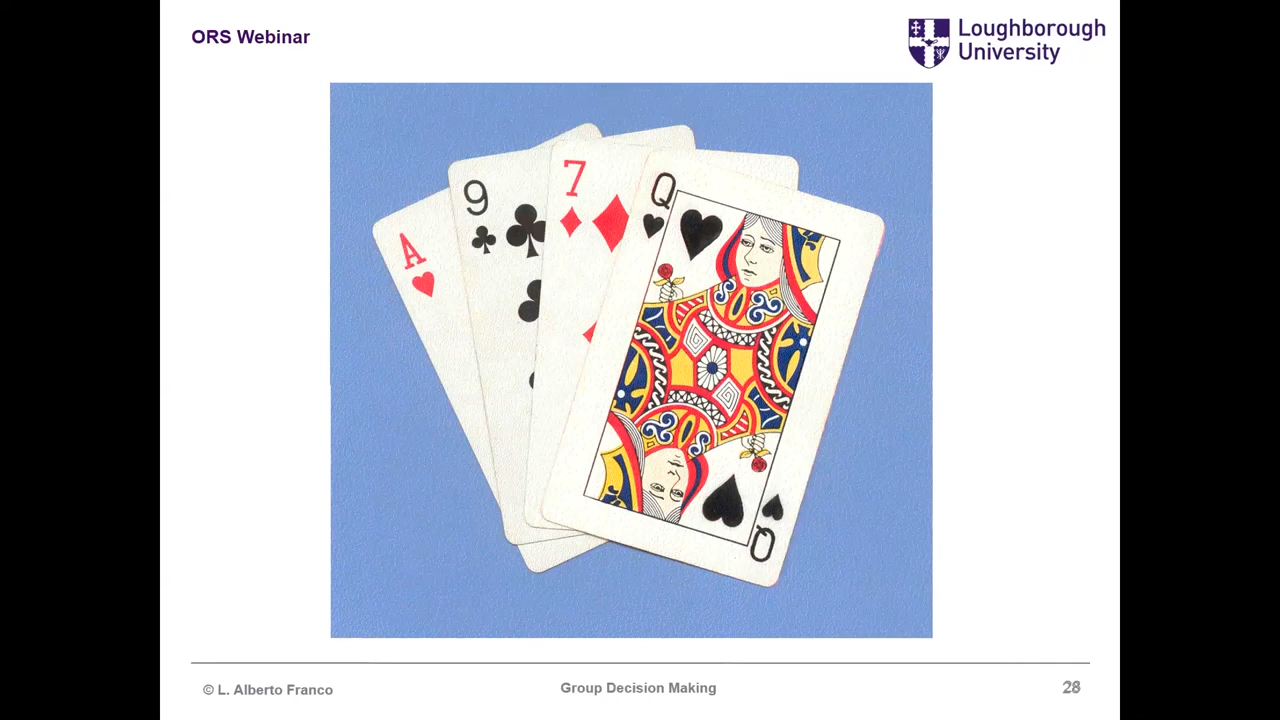 ORS Webinar
Loughborough
University
A
9
7
Q
Q
© L. Alberto Franco
Group Decision Making
28